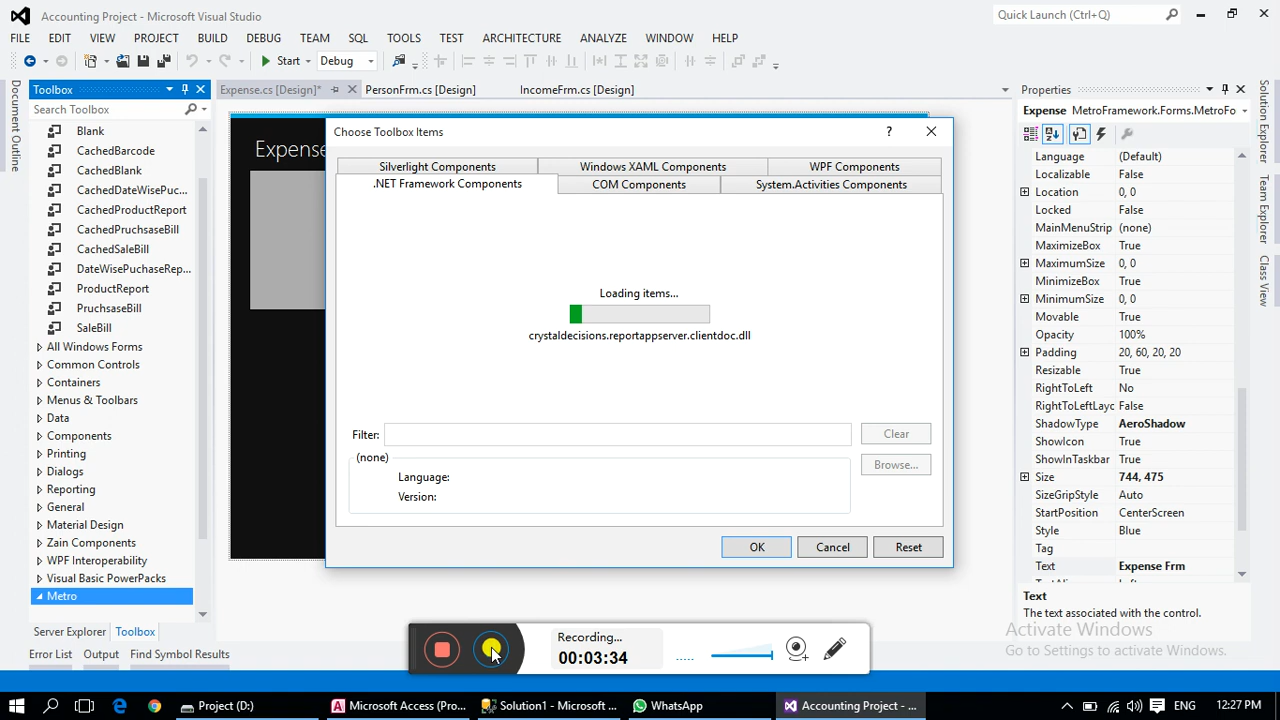 Accounting Project - Microsoft Visual Studio
Quick Launch (Ctrl+Q)
FILE EDIT VIEW PROJECT BUILD DEBUG TEAM SQL TOOLS TEST ARCHITECTURE ANALYZE WINDOW HELP
Start Debug
Document Outline
Toolbox
Search Toolbox
Blank
CachedBarcode
CachedBlank
CachedDateWisePuc...
CachedProductReport
CachedPruchsaseBill
CachedSaleBill
DateWisePuchaseRep...
ProductReport
PruchsaseBill
SaleBill
All Windows Forms
Common Controls
Containers
Menus & Toolbars
Data
Components
Printing
Dialogs
Reporting
General
Material Design
Zain Components
WPF Interoperability
Visual Basic PowerPacks
Metro
Server Explorer Toolbox
Error List Output Find Symbol Results
Expense.cs [Design]* PersonFrm.cs [Design] IncomeFrm.cs [Design]
Expense
Choose Toolbox Items
?
Silverlight Components Windows XAML Components WPF Components
.NET Framework Components COM Components System.Activities Components
Loading items...
crystaldecisions.reportappserver.clientdoc.dll
Filter: Clear
(none) Browse...
Language:
Version:
OK Cancel Reset
Recording...
00:03:34
Properties
Expense MetroFramework.Forms.MetroFo
Language (Default)
Localizable False
Location 0, 0
Locked False
MainMenuStrip (none)
MaximizeBox True
MaximumSize 0, 0
MinimizeBox True
MinimumSize 0, 0
Movable True
Opacity 100%
Padding 20, 60, 20, 20
Resizable True
RightToLeft No
RightToLeftLayc False
ShadowType AeroShadow
ShowIcon True
ShowInTaskbar True
Size 744, 475
SizeGripStyle Auto
StartPosition CenterScreen
Style Blue
Tag
Text Expense Frm
Text
The text associated with the control.
Solution Explorer
Team Explorer
Class View
Activate Windows
Go to Settings to activate Windows.
Project (D:) Microsoft Access (Pro... Solution1 - Microsoft ... WhatsApp Accounting Project - ... ENG 12:27 PM